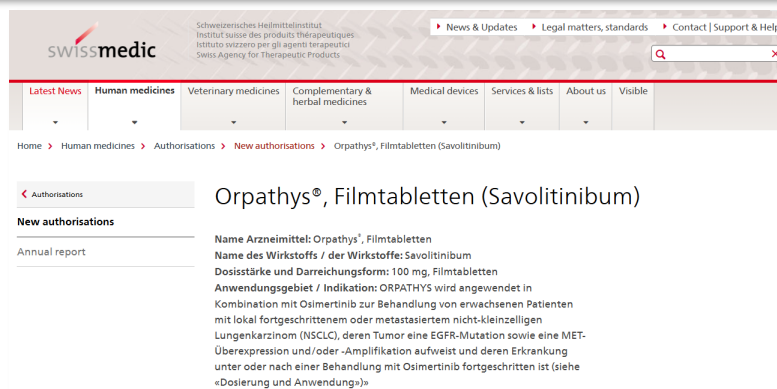 swissmedic
Schweizerisches Heilmittelinstitut
Institut suisse des produits thérapeutiques
Istituto svizzero per gli agenti terapeutici
Swiss Agency for Therapeutic Products
News & Updates Legal matters, standards Contact | Support & Help
Latest News Human medicines Veterinary medicines Complementary & herbal medicines Medical devices Services & lists About us Visible
Home > Human medicines > Authorisations > New authorisations > Orpathys®, Filmtabletten (Savolitinibum)
Authorisations
New authorisations
Annual report
Orpathys®, Filmtabletten (Savolitinibum)
Name Arzneimittel: Orpathys®, Filmtabletten
Name des Wirkstoffs / der Wirkstoffe: Savolitinibum
Dosisstärke und Darreichungsform: 100 mg, Filmtabletten
Anwendungsgebiet / Indikation: ORPATHYS wird angewendet in
Kombination mit Osimertinib zur Behandlung von erwachsenen Patienten
mit lokal fortgeschrittenem oder metastasiertem nicht-kleinzelligen
Lungenkarzinom (NSCLC), deren Tumor eine EGFR-Mutation sowie eine MET-
Überexpression und/oder -Amplifikation aufweist und deren Erkrankung
unter oder nach einer Behandlung mit Osimertinib fortgeschritten ist (siehe
«Dosierung und Anwendung»)»